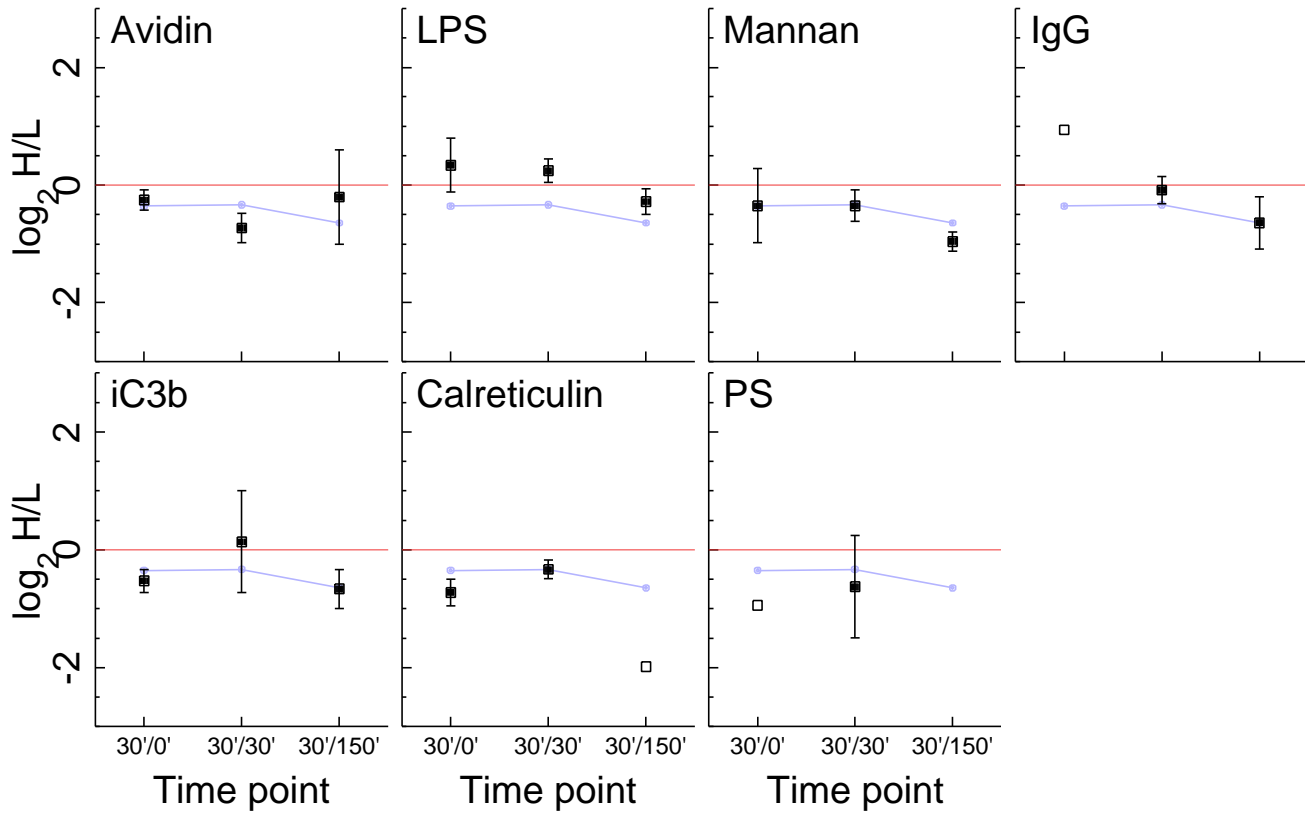 Avidin LPS Mannan IgG
2
0
-2
log2 H/L
iC3b Calreticulin PS
2
0
-2
log2 H/L
30'/0' 30'/30' 30'/150' 30'/0' 30'/30' 30'/150' 30'/0' 30'/30' 30'/150'
Time point Time point Time point